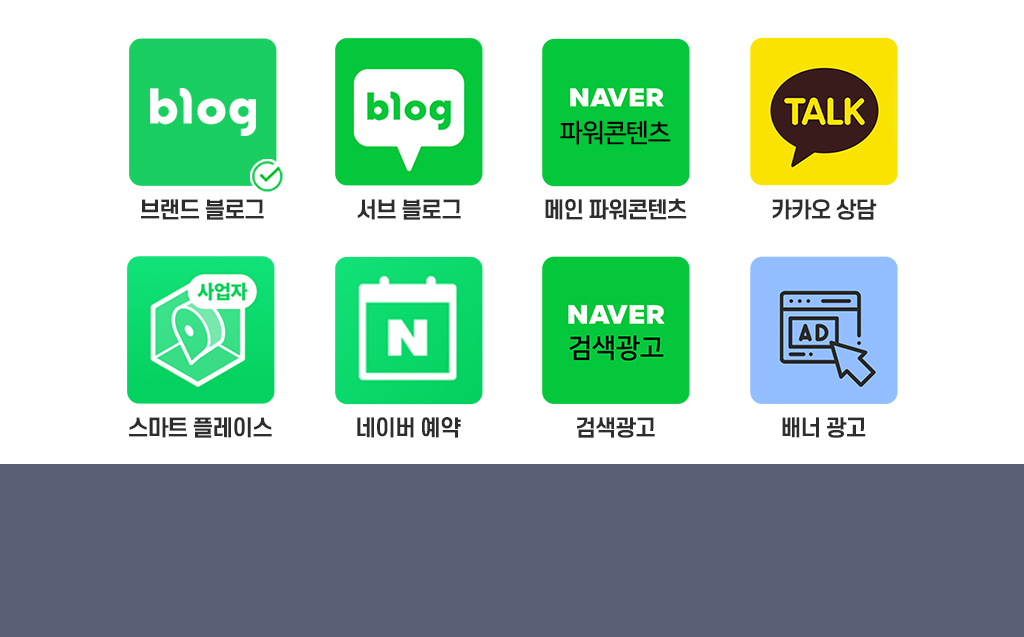 blog
blog
NAVER
파워콘텐츠
TALK
브랜드 블로그
서브 블로그
메인 파워콘텐츠
카카오 상담
사업자
N
NAVER
검색광고
AD
스마트 플레이스
네이버 예약
검색광고
배너 광고